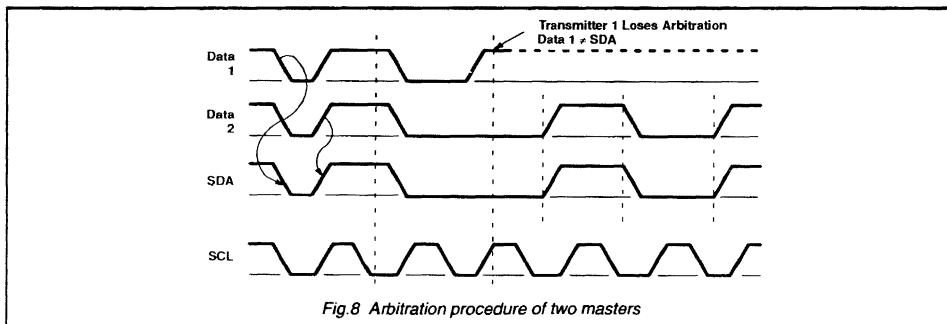 Transmitter 1 Loses Arbitration
Data 1 ≠ SDA
Data
1
Data
2
SDA
SCL
Fig.8 Arbitration procedure of two masters